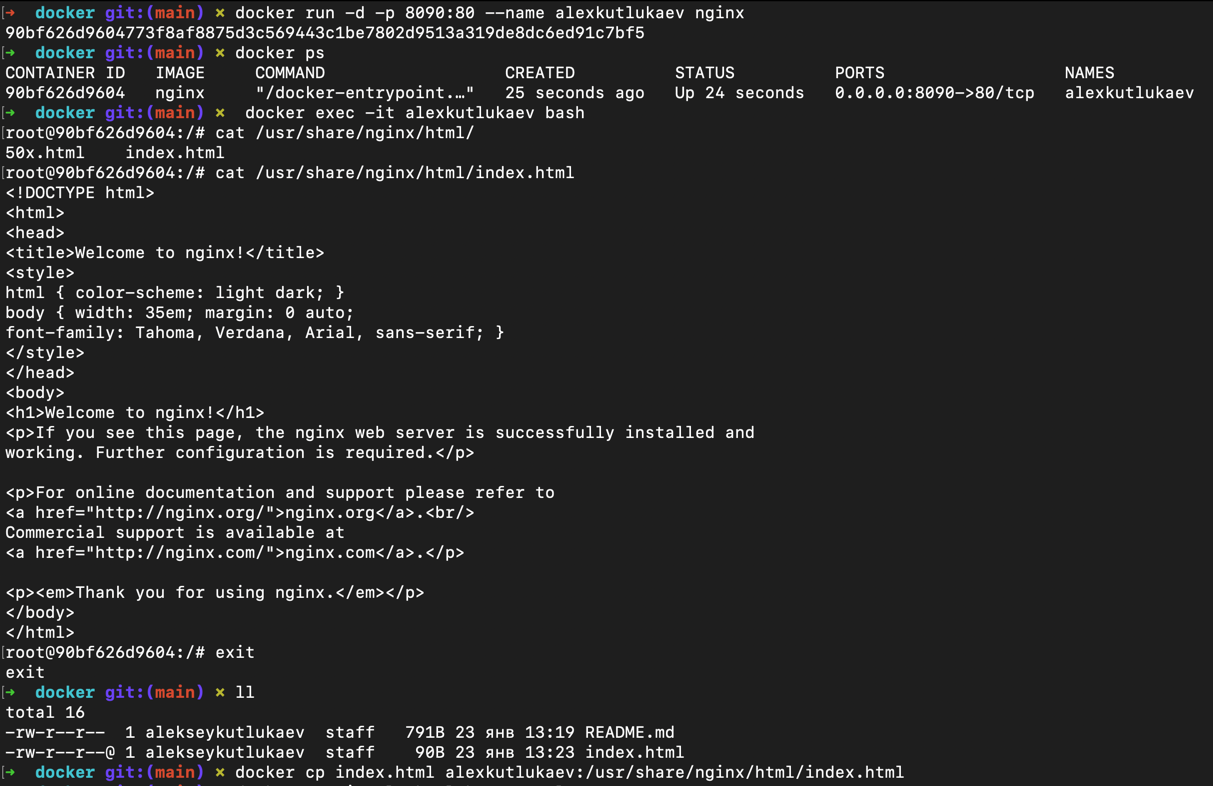 ➜ docker git:(main) × docker run -d -p 8090:80 --name alexkutlukaev nginx
90bf626d9604773f8af8875d3c569443c1be7802d9513a319de8dc6ed91c7bf5
➜ docker git:(main) × docker ps
CONTAINER ID IMAGE COMMAND CREATED STATUS PORTS NAMES
90bf626d9604 nginx "/docker-entrypoint.…" 25 seconds ago Up 24 seconds 0.0.0.0:8090->80/tcp alexkutlukaev
➜ docker git:(main) × docker exec -it alexkutlukaev bash
root@90bf626d9604:/# cat /usr/share/nginx/html/
50x.html index.html
root@90bf626d9604:/# cat /usr/share/nginx/html/index.html
<!DOCTYPE html>
<html>
<head>
<title>Welcome to nginx!</title>
<style>
html { color-scheme: light dark; }
body { width: 35em; margin: 0 auto;
font-family: Tahoma, Verdana, Arial, sans-serif; }
</style>
</head>
<body>
<h1>Welcome to nginx!</h1>
<p>If you see this page, the nginx web server is successfully installed and
working. Further configuration is required.</p>

<p>For online documentation and support please refer to
<a href="http://nginx.org/">nginx.org</a>.<br/>
Commercial support is available at
<a href="http://nginx.com/">nginx.com</a>.</p>

<p><em>Thank you for using nginx.</em></p>
</body>
</html>
root@90bf626d9604:/# exit
exit
➜ docker git:(main) × ll
total 16
-rw-r--r-- 1 alekseykutlukaev staff 791B 23 янв 13:19 README.md
-rw-r--r--@ 1 alekseykutlukaev staff 90B 23 янв 13:23 index.html
➜ docker git:(main) × docker cp index.html alexkutlukaev:/usr/share/nginx/html/index.html